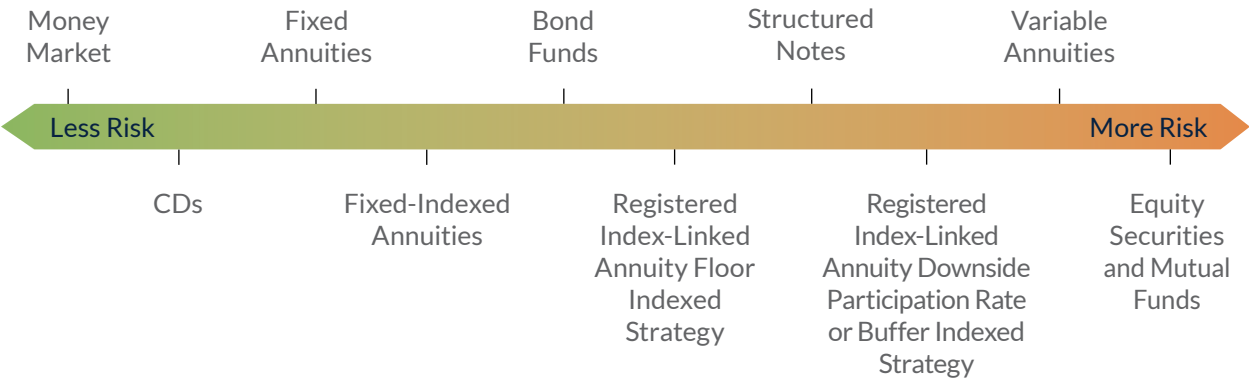 Money
Market
Fixed
Annuities
Bond
Funds
Structured
Notes
Variable
Annuities
Less Risk
More Risk
CDs
Fixed-Indexed
Annuities
Registered
Index-Linked
Annuity Floor
Indexed
Strategy
Registered
Index-Linked
Annuity Downside
Participation Rate
or Buffer Indexed
Strategy
Equity
Securities
and Mutual
Funds